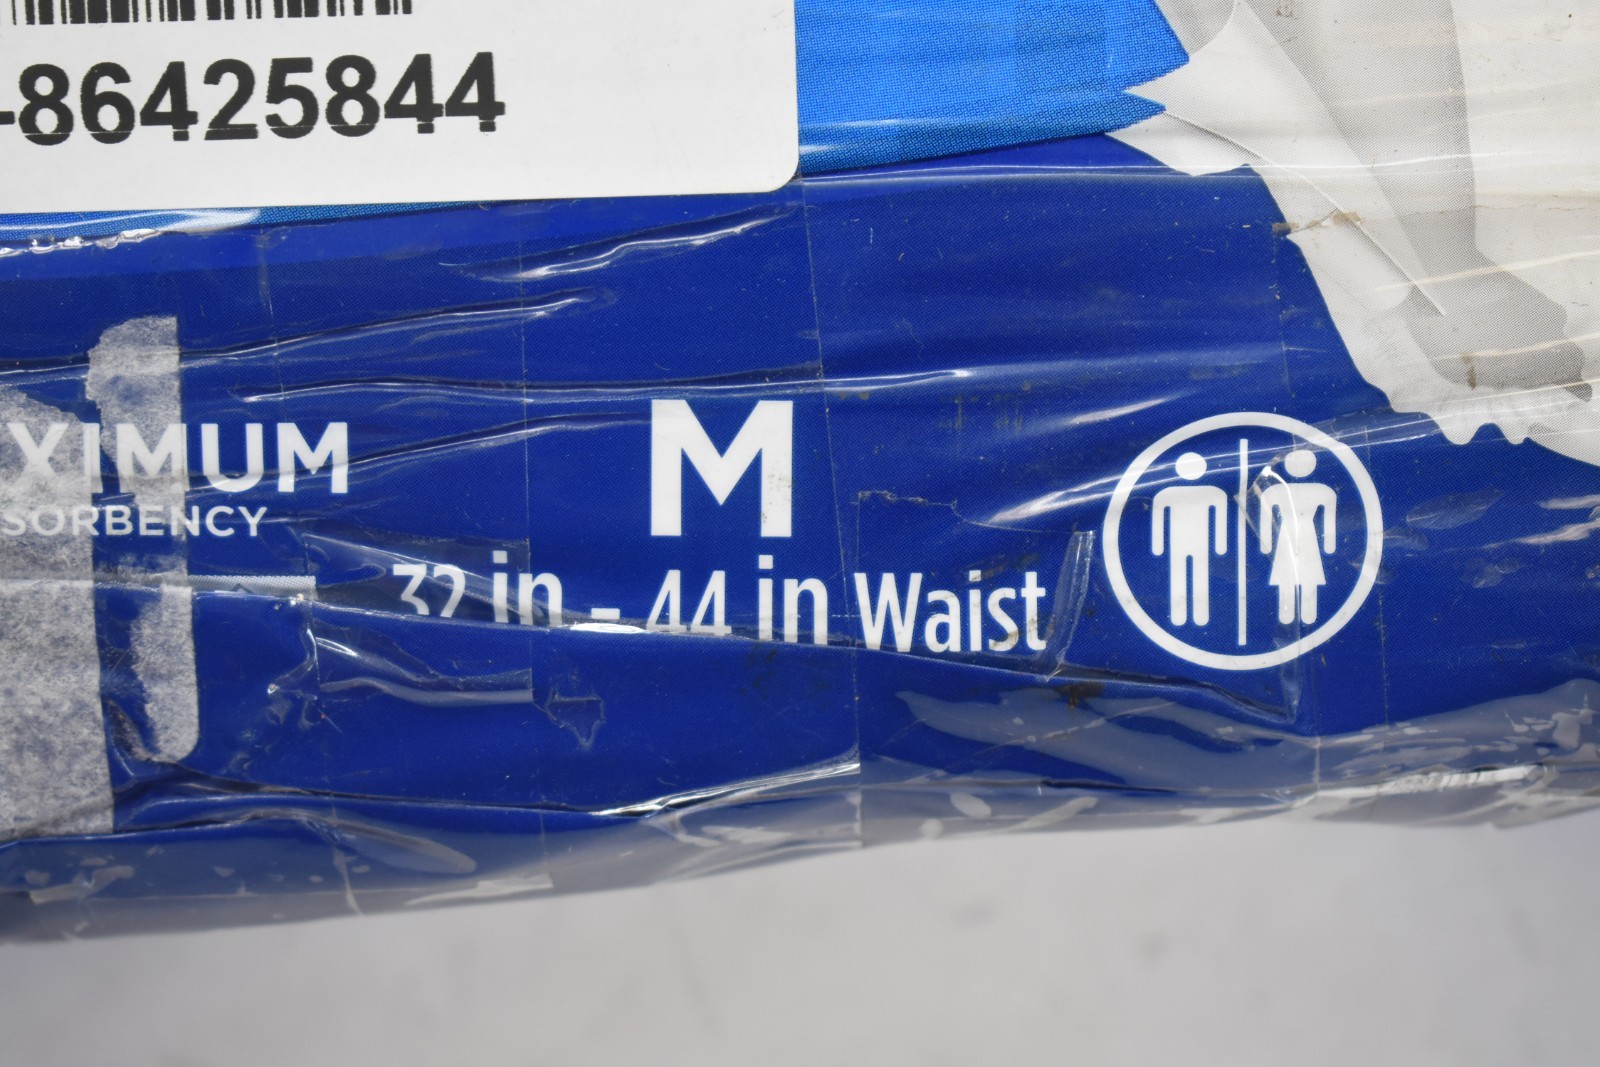 -86425844
XIMUM
SORBENCY
M
32 in - 44 in Waist